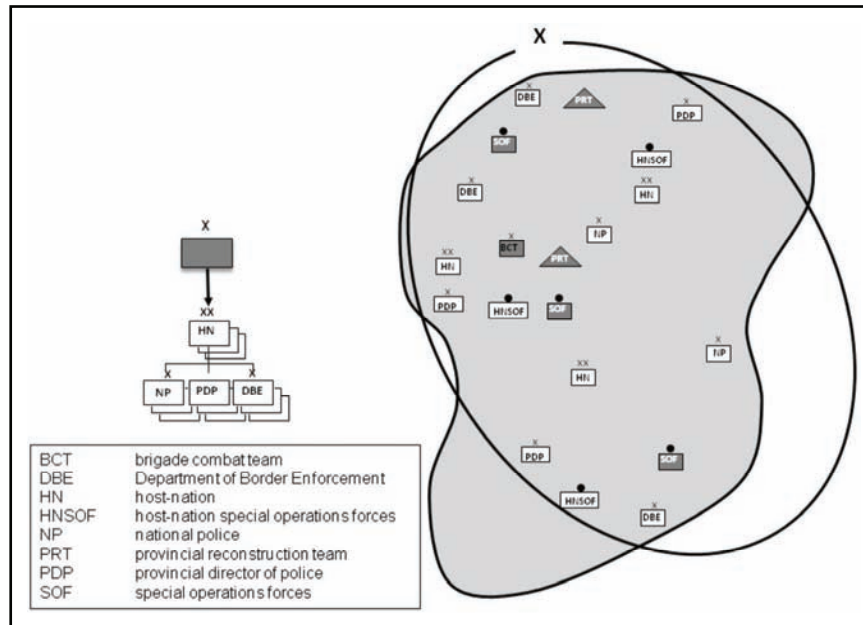 X
X
DBE
PRT
X
PDP
SOF
HNSOF
XX
HN
X
DBE
X
NP
X
BCT
PRT
XX
HN
X
PDP
HNSOF
SOF
X
NP
XX
HN
X
PDP
SOF
HNSOF
X
DBE
X
XX
HN
X X
NP PDP DBE
BCT brigade combat team
DBE Department of Border Enforcement
HN host-nation
HNSOF host-nation special operations forces
NP national police
PRT provincial reconstruction team
PDP provincial director of police
SOF special operations forces